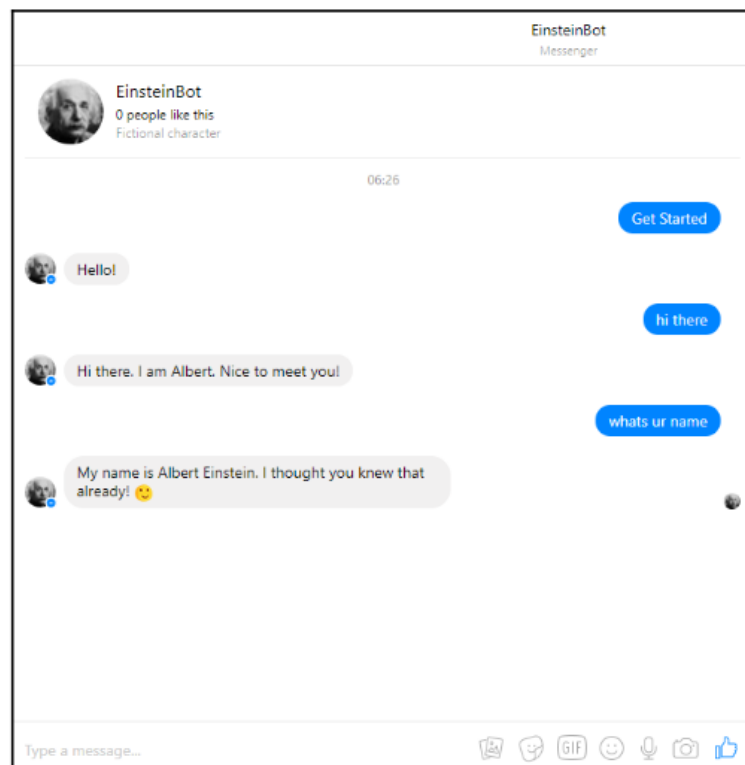 EinsteinBot
Messenger
EinsteinBot
0 people like this
Fictional character
06:26
Get Started
Hello!
hi there
Hi there. I am Albert. Nice to meet you!
whats ur name
My name is Albert Einstein. I thought you knew that
already! 🙂
Type a message...
GIF